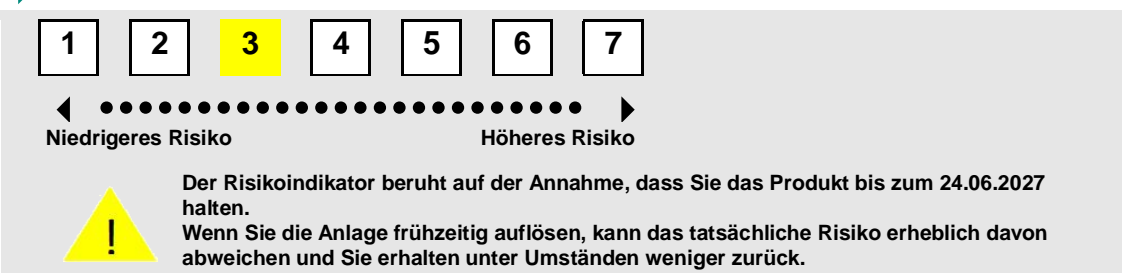 1 2 3 4 5 6 7
Niedrigeres Risiko Höheres Risiko
Der Risikoindikator beruht auf der Annahme, dass Sie das Produkt bis zum 24.06.2027
halten.
Wenn Sie die Anlage frühzeitig auflösen, kann das tatsächliche Risiko erheblich davon
abweichen und Sie erhalten unter Umständen weniger zurück.
!